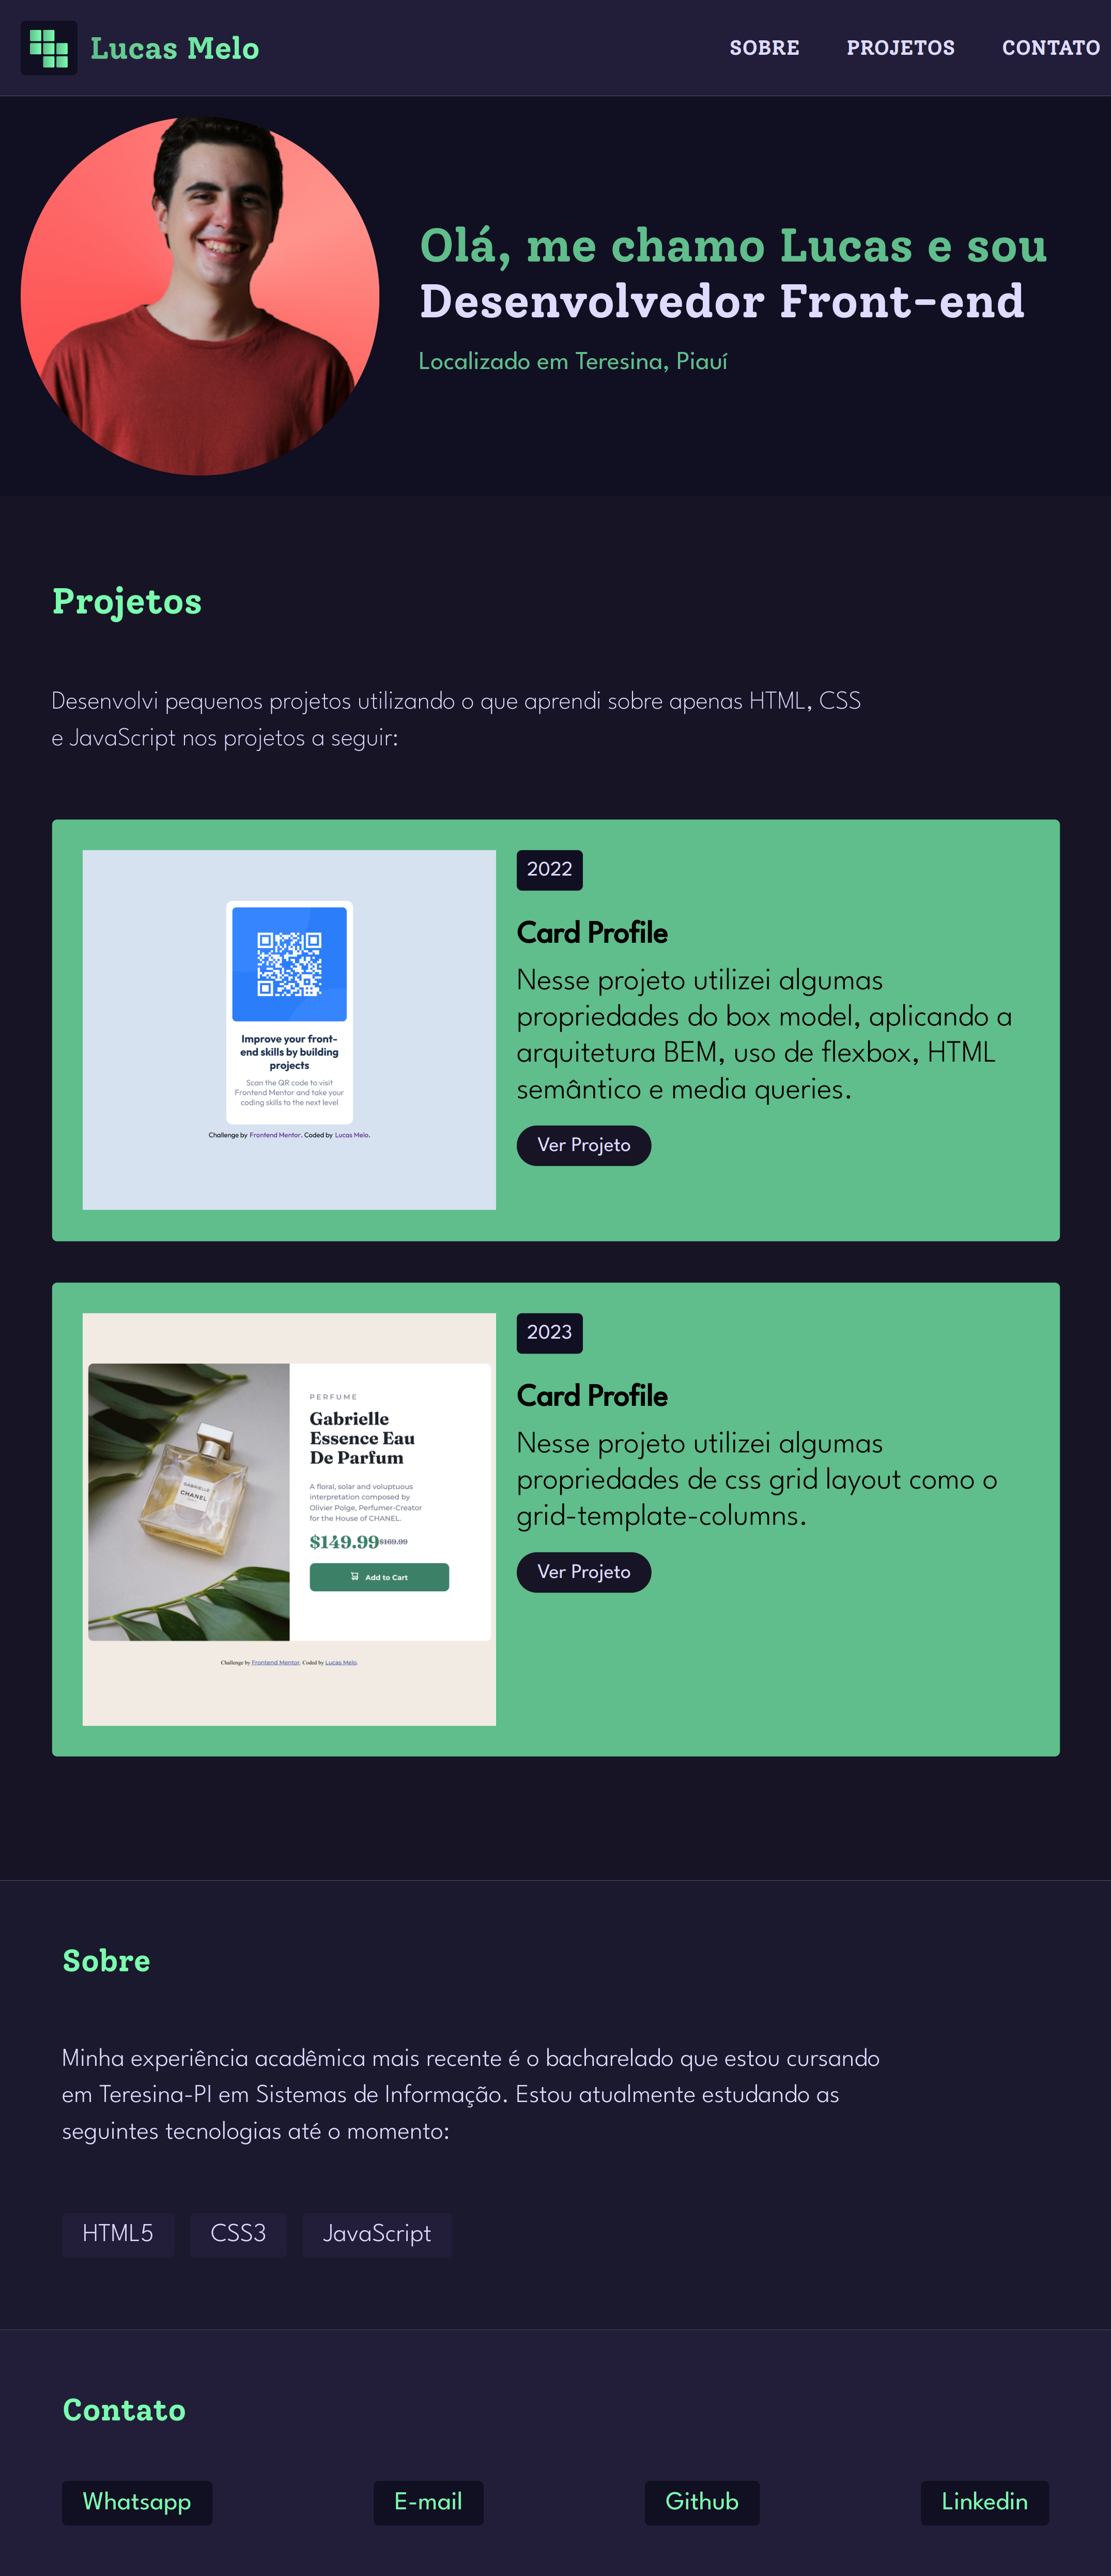 Lucas Melo
SOBRE
PROJETOS
CONTATO
Olá, me chamo Lucas e sou
Desenvolvedor Front-end
Localizado em Teresina, Piauí
Projetos
Desenvolvi pequenos projetos utilizando o que aprendi sobre apenas HTML, CSS
e JavaScript nos projetos a seguir:
Improve your front-
end skills by building
projects
Scan the QR code to visit
Frontend Mentor and take your
coding skills to the next level
Challenge by Frontend Mentor. Coded by Lucas Melo.
2022
Card Profile
Nesse projeto utilizei algumas
propriedades do box model, aplicando a
arquitetura BEM, uso de flexbox, HTML
semântico e media queries.
Ver Projeto
GABRIELLE
CHANEL
PERFUME
Gabrielle
Essence Eau
De Parfum
A floral, solar and voluptuous
interpretation composed by
Olivier Polge, Perfumer-Creator
for the House of CHANEL.
$149.99 $169.99
Add to Cart
Challenge by Frontend Mentor. Coded by Lucas Melo.
2023
Card Profile
Nesse projeto utilizei algumas
propriedades de css grid layout como o
grid-template-columns.
Ver Projeto
Sobre
Minha experiência acadêmica mais recente é o bacharelado que estou cursando
em Teresina-PI em Sistemas de Informação. Estou atualmente estudando as
seguintes tecnologias até o momento:
HTML5
CSS3
JavaScript
Contato
Whatsapp
E-mail
Github
Linkedin